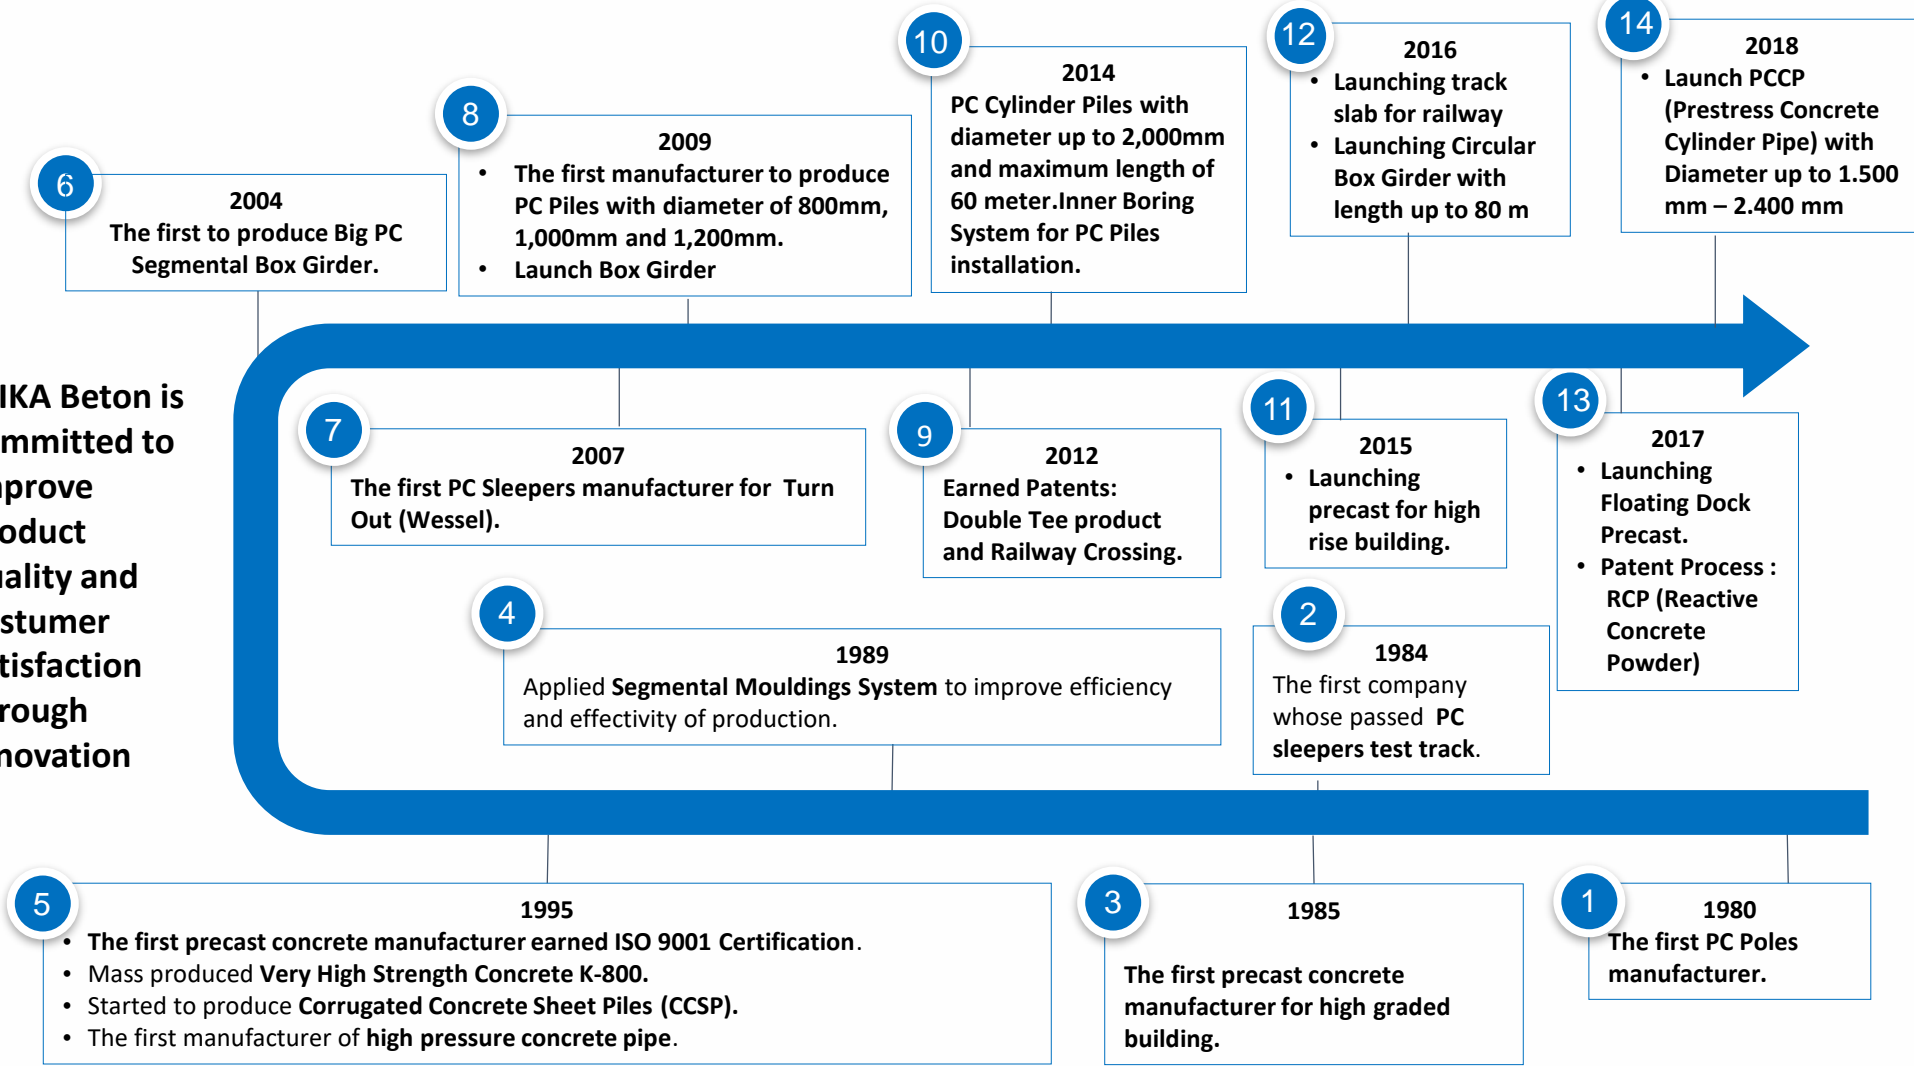 6
2004
The first to produce Big PC
Segmental Box Girder.
8
2009
• The first manufacturer to produce
PC Piles with diameter of 800mm,
1,000mm and 1,200mm.
• Launch Box Girder
10
2014
PC Cylinder Piles with
diameter up to 2,000mm
and maximum length of
60 meter.Inner Boring
System for PC Piles
installation.
12
2016
• Launching track
slab for railway
• Launching Circular
Box Girder with
length up to 80 m
14
2018
• Launch PCCP
(Prestress Concrete
Cylinder Pipe) with
Diameter up to 1.500
mm – 2.400 mm
IKA Beton is
mmitted to
prove
oduct
ality and
stumer
tisfaction
rough
novation
7
2007
The first PC Sleepers manufacturer for Turn
Out (Wessel).
9
2012
Earned Patents:
Double Tee product
and Railway Crossing.
11
2015
• Launching
precast for high
rise building.
13
2017
• Launching
Floating Dock
Precast.
• Patent Process :
RCP (Reactive
Concrete
Powder)
4
1989
Applied Segmental Mouldings System to improve efficiency
and effectivity of production.
2
1984
The first company
whose passed PC
sleepers test track.
5
1995
• The first precast concrete manufacturer earned ISO 9001 Certification.
• Mass produced Very High Strength Concrete K-800.
• Started to produce Corrugated Concrete Sheet Piles (CCSP).
• The first manufacturer of high pressure concrete pipe.
3
1985
The first precast concrete
manufacturer for high graded
building.
1
1980
The first PC Poles
manufacturer.